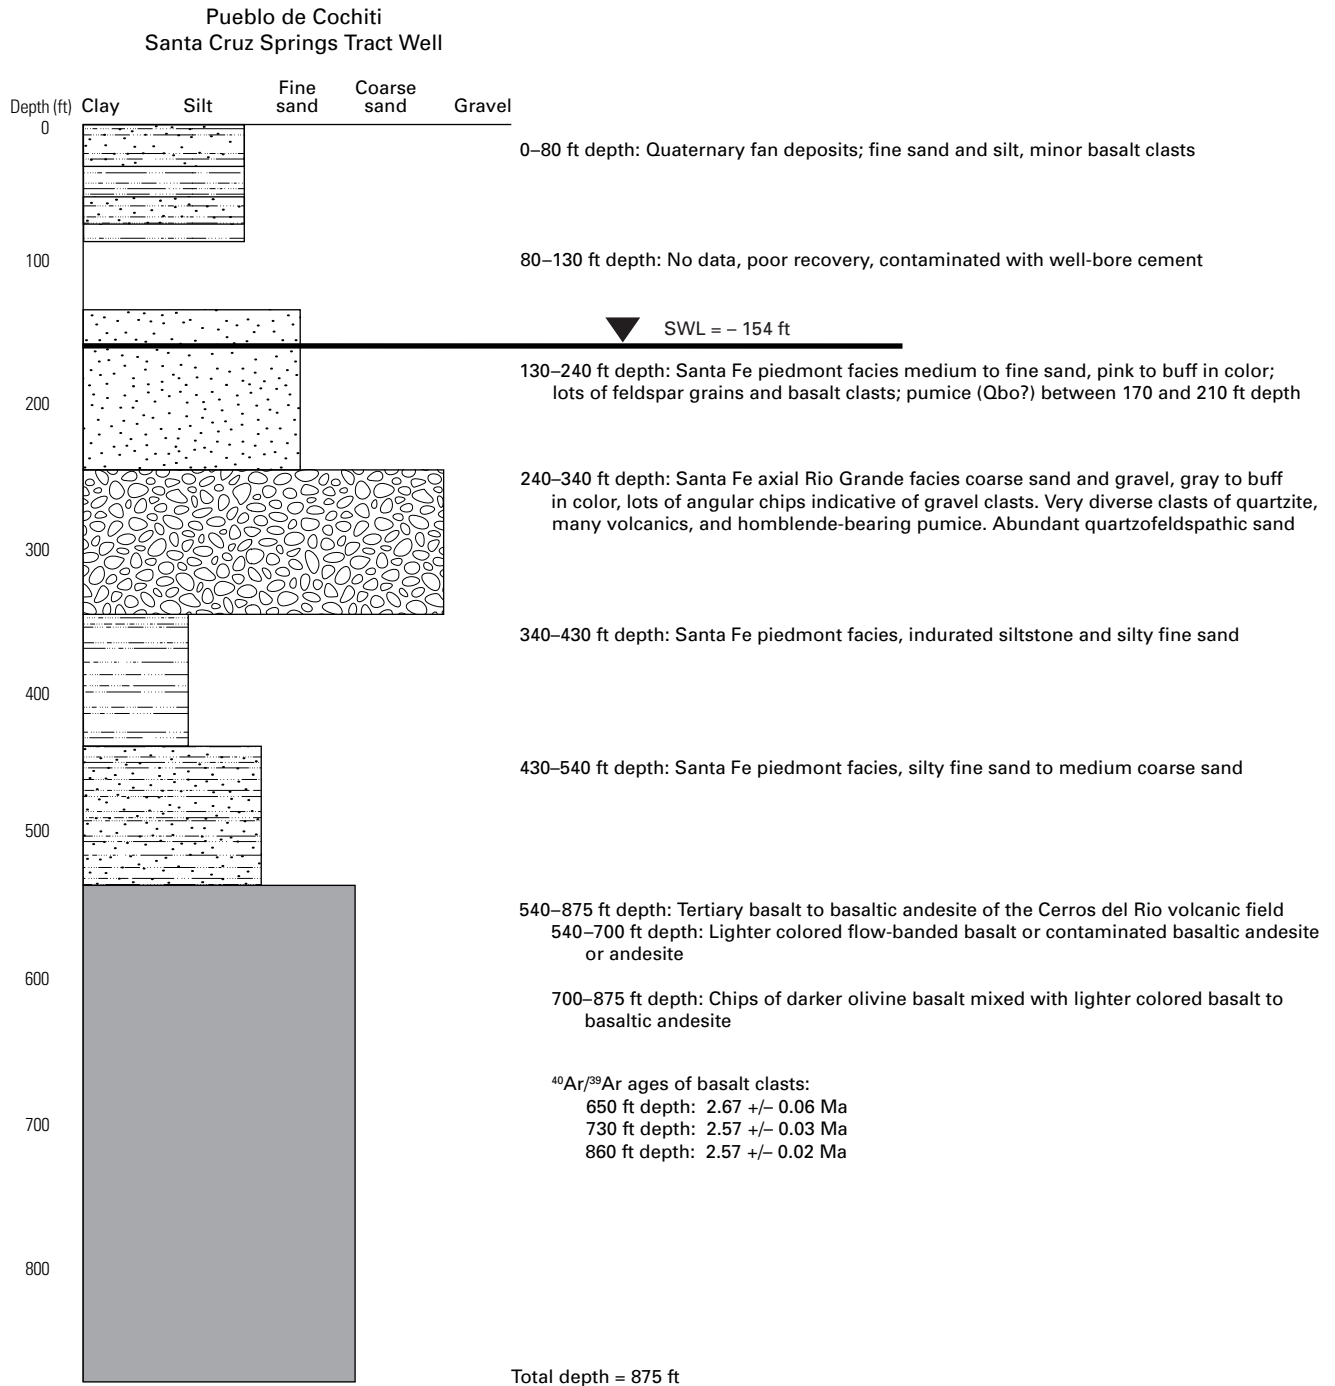 Pueblo de Cochiti
Santa Cruz Springs Tract Well
Depth (ft) Clay Silt Fine sand Coarse sand Gravel
0
0–80 ft depth: Quaternary fan deposits; fine sand and silt, minor basalt clasts
100
80–130 ft depth: No data, poor recovery, contaminated with well-bore cement
SWL = – 154 ft
130–240 ft depth: Santa Fe piedmont facies medium to fine sand, pink to buff in color;
lots of feldspar grains and basalt clasts; pumice (Qbo?) between 170 and 210 ft depth
200
240–340 ft depth: Santa Fe axial Rio Grande facies coarse sand and gravel, gray to buff
in color, lots of angular chips indicative of gravel clasts. Very diverse clasts of quartzite,
many volcanics, and homblende-bearing pumice. Abundant quartzofeldspathic sand
300
340–430 ft depth: Santa Fe piedmont facies, indurated siltstone and silty fine sand
400
430–540 ft depth: Santa Fe piedmont facies, silty fine sand to medium coarse sand
500
540–875 ft depth: Tertiary basalt to basaltic andesite of the Cerros del Rio volcanic field
540–700 ft depth: Lighter colored flow-banded basalt or contaminated basaltic andesite
or andesite
600
700–875 ft depth: Chips of darker olivine basalt mixed with lighter colored basalt to
basaltic andesite
⁴⁰Ar/³⁹Ar ages of basalt clasts:
650 ft depth: 2.67 +/– 0.06 Ma
700
730 ft depth: 2.57 +/– 0.03 Ma
860 ft depth: 2.57 +/– 0.02 Ma
800
Total depth = 875 ft